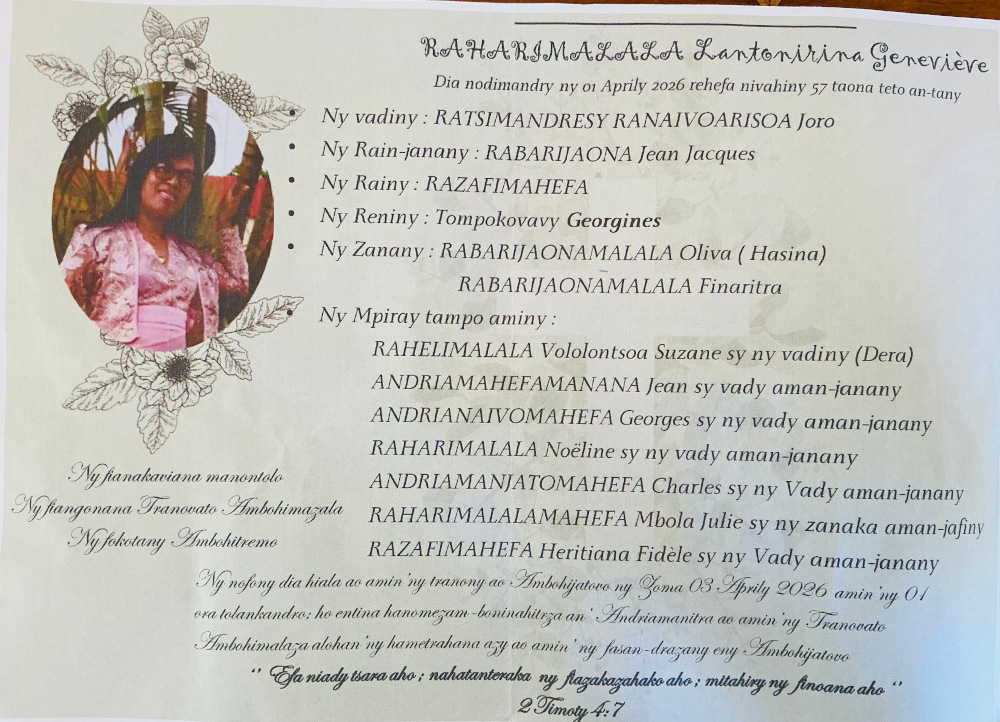 RAHARIMALALA Lantonirina Geneviève
Dia nodimandry ny 01 Aprily 2026 rehefa nivahiny 57 taona teto an-tany
• Ny vadiny : RATSIMANDRESY RANAIVOARISOA Joro
• Ny Rain-janany : RABARIJAONA Jean Jacques
• Ny Rainy : RAZAFIMAHEFA
• Ny Reniny : Tompokovavy Georgines
• Ny Zanany : RABARIJAONAMALALA Oliva ( Hasina)
RABARIJAONAMALALA Finaritra
• Ny Mpiray tampo aminy :
RAHELIMALALA Vololontsoa Suzane sy ny vadiny (Dera)
ANDRIAMAHEFAMANANA Jean sy vady aman-janany
ANDRIANAIVOMAHEFA Georges sy ny vady aman-janany
RAHARIMALALA Noëline sy ny vady aman-janany
ANDRIAMANJATOMAHEFA Charles sy ny Vady aman-janany
RAHARIMALALAMAHEFA Mbola Julie sy ny zanaka aman-jafiny
RAZAFIMAHEFA Heritiana Fidèle sy ny Vady aman-janany
Ny fianakaviana manontolo
Ny fiangonana Tranovato Ambohimazala
Ny fokotany Ambohitremo
Ny nofony dia hiala ao amin'ny tranony ao Ambohijatovo ny Zoma 03 Aprily 2026 amin'ny 01
ora tolankandro; ho entina hanomezam-boninahitrza an' Andriamanitra ao amin'ny Tranovato
Ambohimalaza alohan'ny hametrahana azy ao amin'ny fasan-drazany eny Ambohijatovo
'' Efa niady tsara aho ; nahatanteraka ny fiazakazahako aho ; mitahiry ny finoana aho ''
2 Timoty 4:7